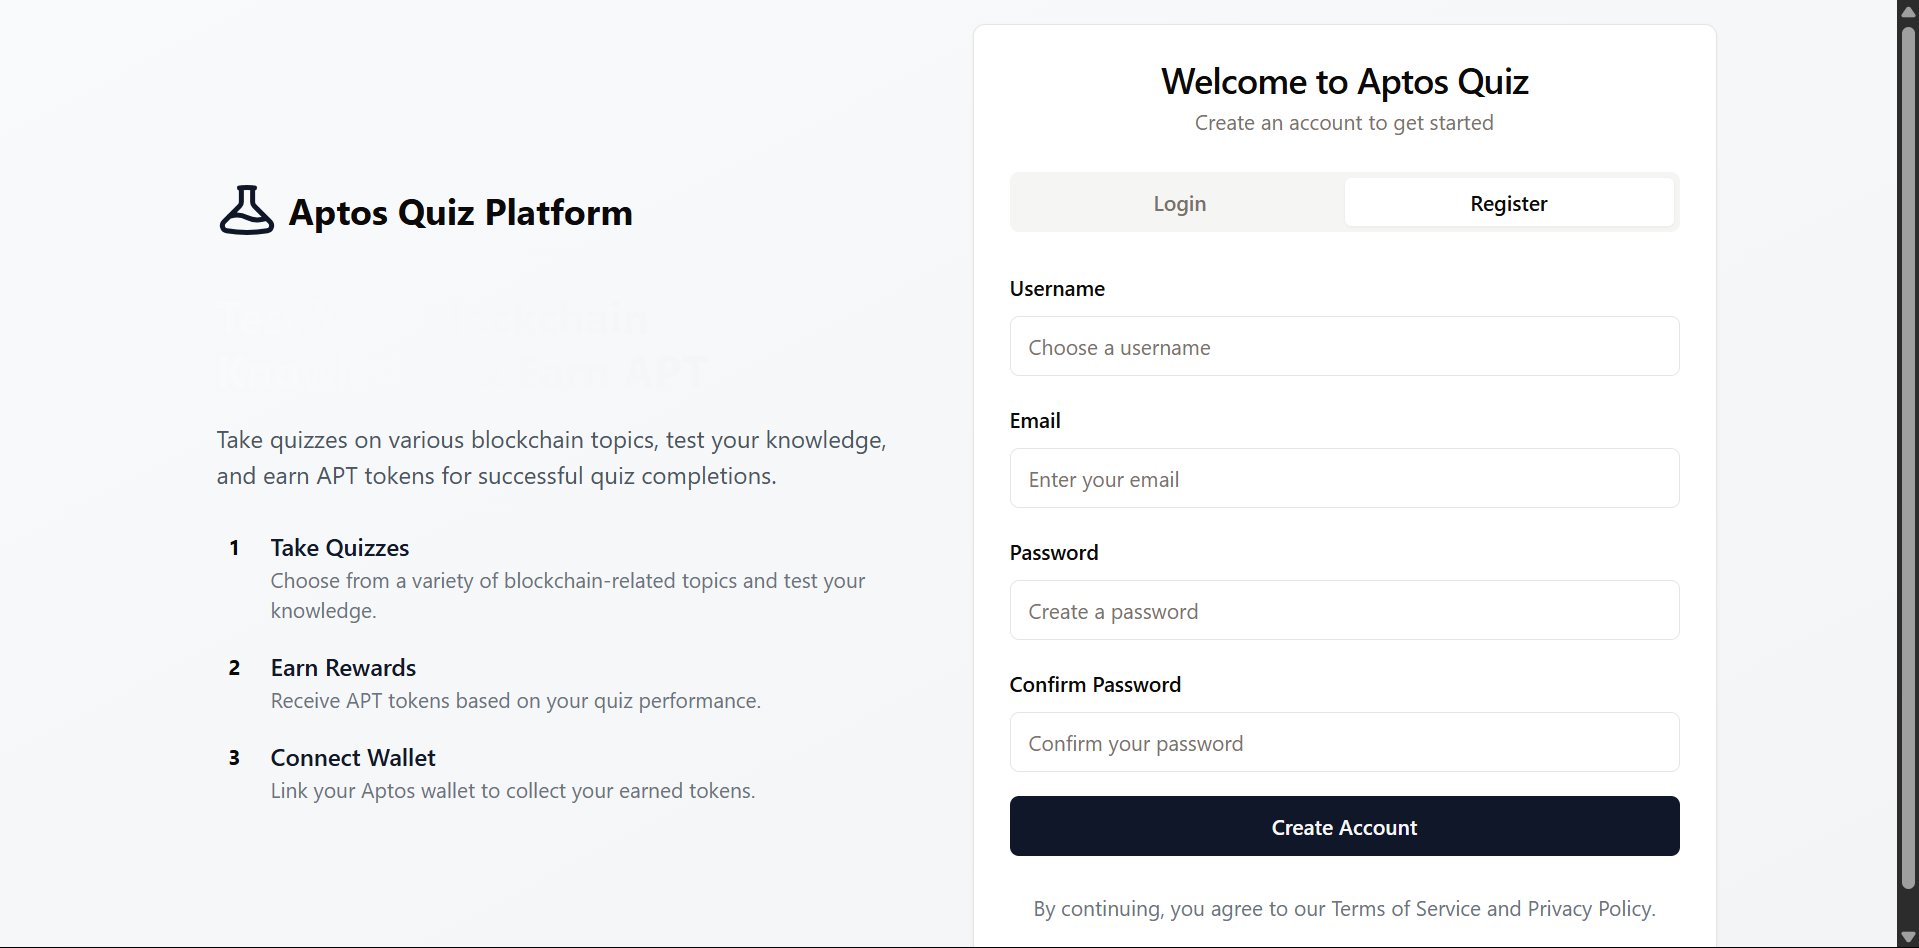 Aptos Quiz Platform
Earn APT
Take quizzes on various blockchain topics, test your knowledge,
and earn APT tokens for successful quiz completions.
1 Take Quizzes
Choose from a variety of blockchain-related topics and test your
knowledge.
2 Earn Rewards
Receive APT tokens based on your quiz performance.
3 Connect Wallet
Link your Aptos wallet to collect your earned tokens.
Welcome to Aptos Quiz
Create an account to get started
Login Register
Username
Choose a username
Email
Enter your email
Password
Create a password
Confirm Password
Confirm your password
Create Account
By continuing, you agree to our Terms of Service and Privacy Policy.